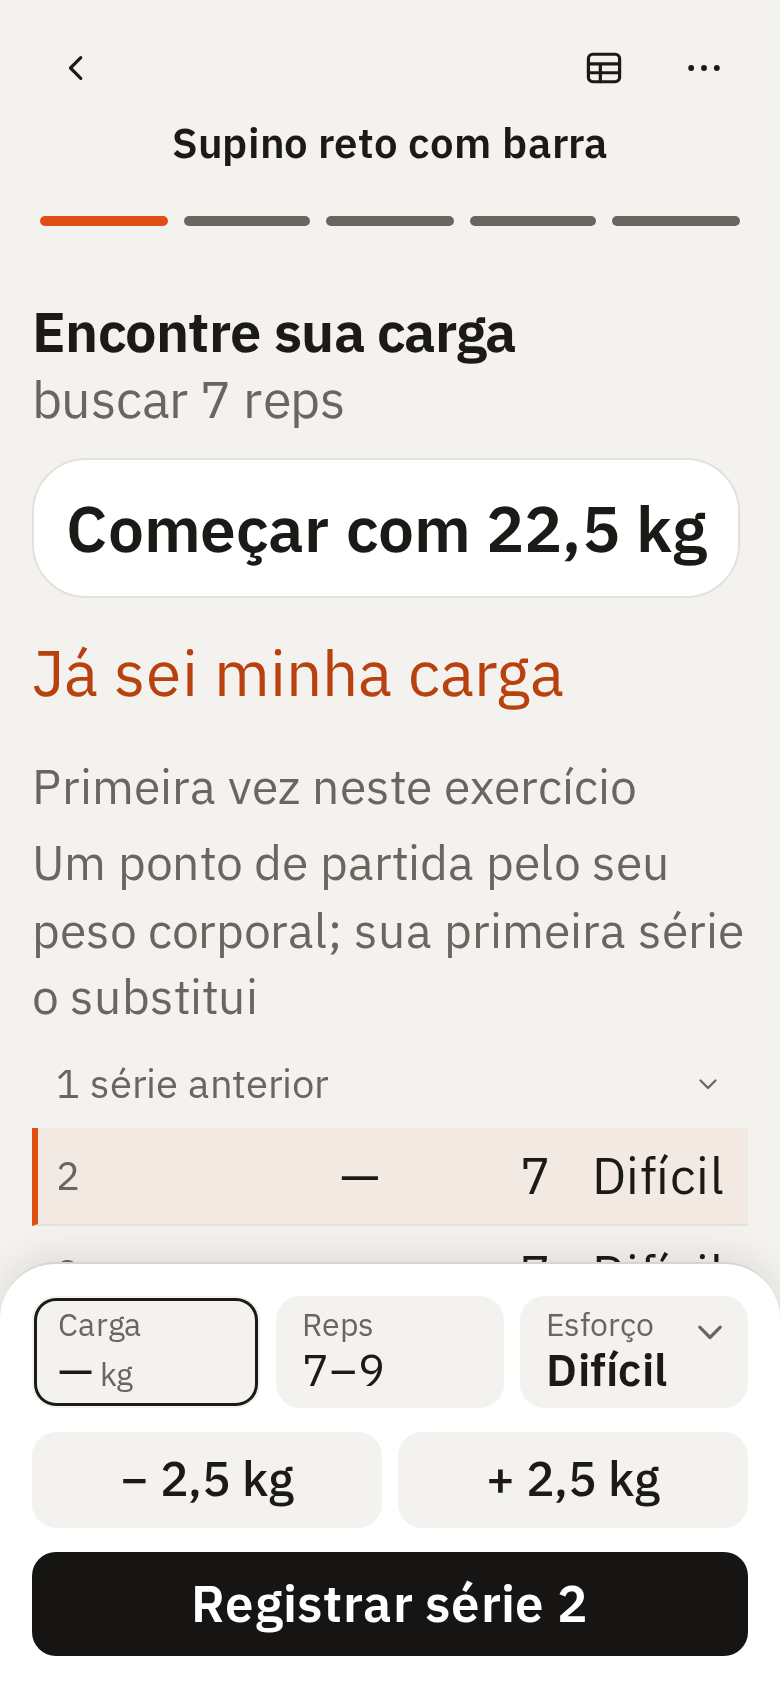 Supino reto com barra
Encontre sua carga
buscar 7 reps
Começar com 22,5 kg
Já sei minha carga
Primeira vez neste exercício
Um ponto de partida pelo seu
peso corporal; sua primeira série
o substitui
1 série anterior
2 — 7 Difícil
Carga Reps Esforço
— kg 7–9 Difícil
− 2,5 kg + 2,5 kg
Registrar série 2